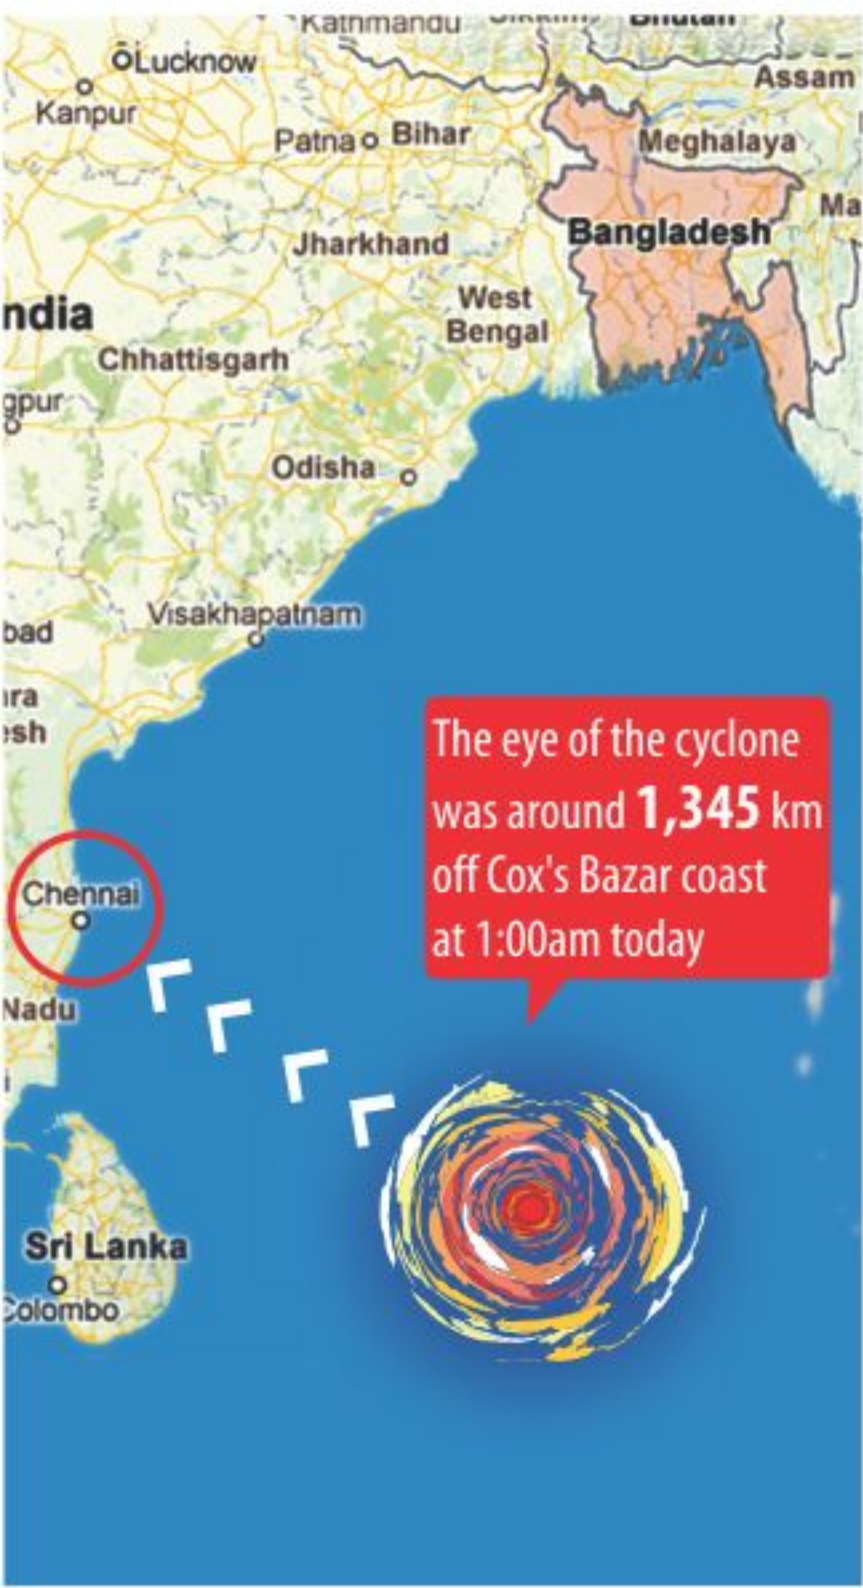 Kathmandu
Sikkim
Bhutan
Lucknow
Assam
Kanpur
Patna
Bihar
Meghalaya
Ma
Bangladesh
Jharkhand
ndia
West
Bengal
Chhattisgarh
gpur
Odisha
Visakhapatnam
bad
ra
esh
The eye of the cyclone
was around 1,345 km
off Cox's Bazar coast
at 1:00am today
Chennai
Nadu
i
Sri Lanka
Colombo